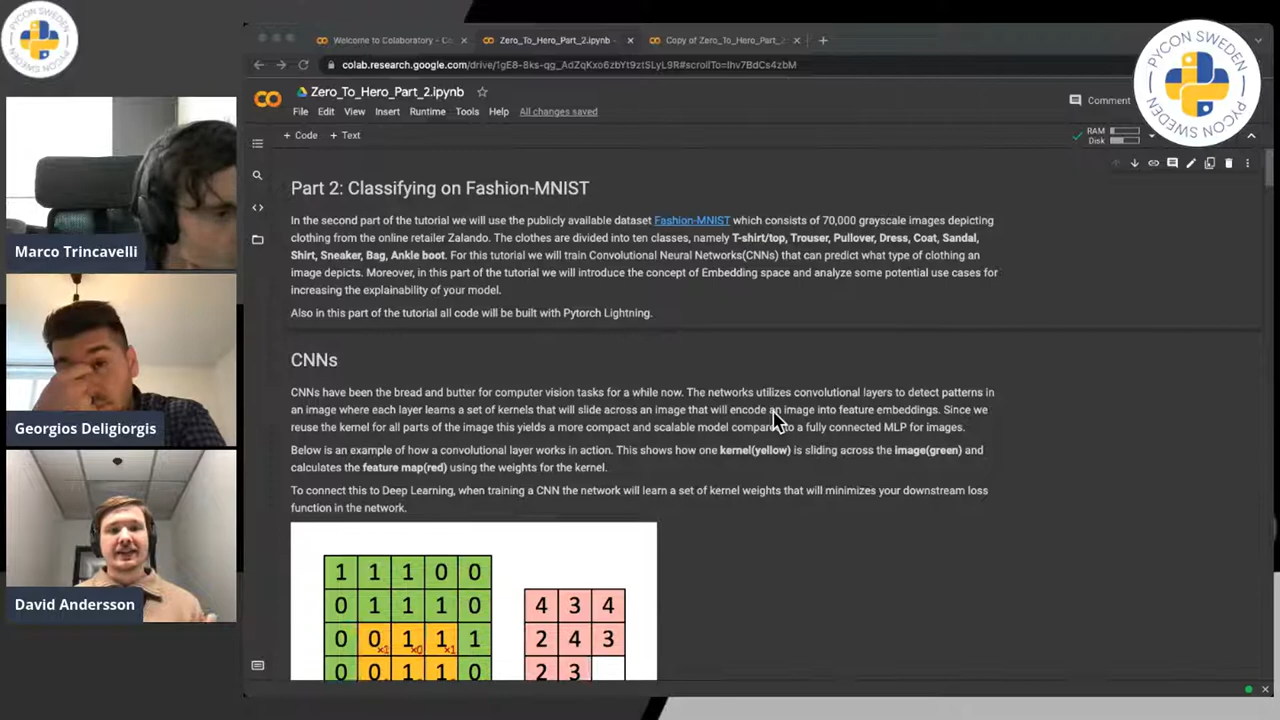 PYCON SWEDEN
Welcome to Colaboratory - Co
Zero_To_Hero_Part_2.ipynb -
Copy of Zero_To_Hero_Part_2
PYCON SWEDEN
colab.research.google.com/drive/1gE8-8ks-qg_AdZqKxo6zbYt9ztSLyL9R#scrollTo=Ihv7BdCs4zbM
Zero_To_Hero_Part_2.ipynb
File Edit View Insert Runtime Tools Help All changes saved
Comment
+ Code + Text
RAM
Disk
Part 2: Classifying on Fashion-MNIST
In the second part of the tutorial we will use the publicly available dataset Fashion-MNIST which consists of 70,000 grayscale images depicting
clothing from the online retailer Zalando. The clothes are divided into ten classes, namely T-shirt/top, Trouser, Pullover, Dress, Coat, Sandal,
Shirt, Sneaker, Bag, Ankle boot. For this tutorial we will train Convolutional Neural Networks(CNNs) that can predict what type of clothing an
image depicts. Moreover, in this part of the tutorial we will introduce the concept of Embedding space and analyze some potential use cases for
increasing the explainability of your model.
Also in this part of the tutorial all code will be built with Pytorch Lightning.
CNNs
CNNs have been the bread and butter for computer vision tasks for a while now. The networks utilizes convolutional layers to detect patterns in
an image where each layer learns a set of kernels that will slide across an image that will encode an image into feature embeddings. Since we
reuse the kernel for all parts of the image this yields a more compact and scalable model compared to a fully connected MLP for images.
Below is an example of how a convolutional layer works in action. This shows how one kernel(yellow) is sliding across the image(green) and
calculates the feature map(red) using the weights for the kernel.
To connect this to Deep Learning, when training a CNN the network will learn a set of kernel weights that will minimizes your downstream loss
function in the network.
1 1 1 0 0
0 1 1 1 0
0 0 1 1 1
×1 ×0 ×1
0 0 1 1 0
4 3 4
2 4 3
2 3
Marco Trincavelli
Georgios Deligiorgis
David Andersson